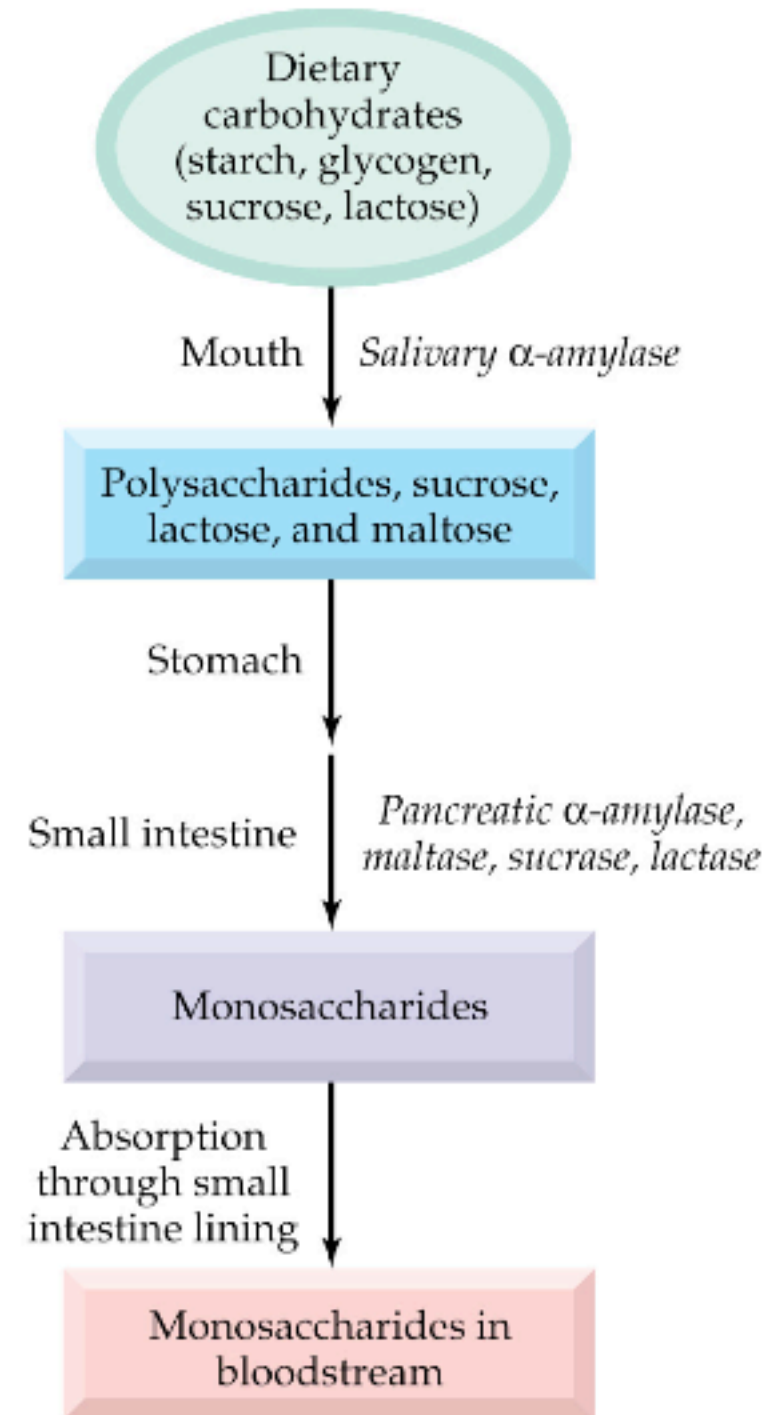 Dietary
carbohydrates
(starch, glycogen,
sucrose, lactose)
Mouth
Salivary α-amylase
Polysaccharides, sucrose,
lactose, and maltose
Stomach
Small intestine
Pancreatic α-amylase,
maltase, sucrase, lactase
Monosaccharides
Absorption
through small
intestine lining
Monosaccharides in
bloodstream